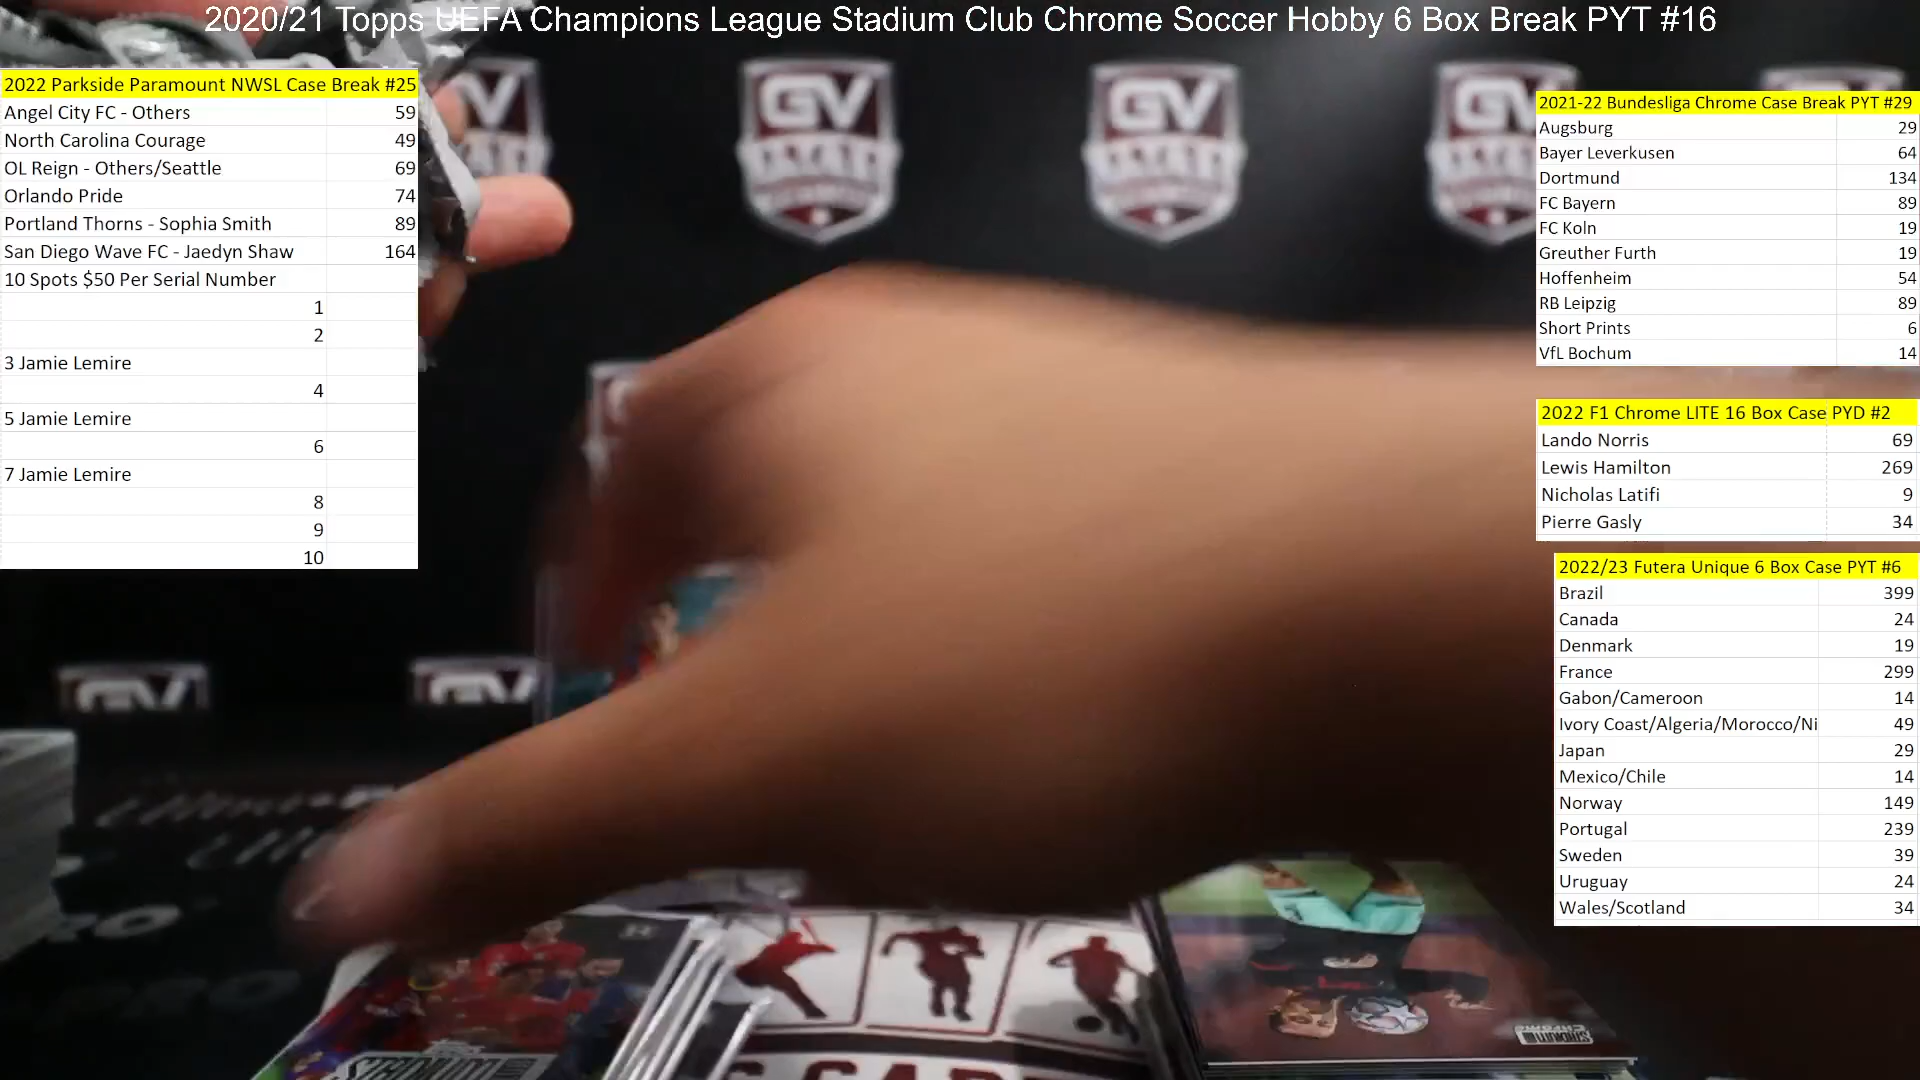 2020/21 Topps UEFA Champions League Stadium Club Chrome Soccer Hobby 6 Box Break PYT #16
2022 Parkside Paramount NWSL Case Break #25
Angel City FC - Others 59
North Carolina Courage 49
OL Reign - Others/Seattle 69
Orlando Pride 74
Portland Thorns - Sophia Smith 89
San Diego Wave FC - Jaedyn Shaw 164
10 Spots $50 Per Serial Number
1
2
3 Jamie Lemire
4
5 Jamie Lemire
6
7 Jamie Lemire
8
9
10
2021-22 Bundesliga Chrome Case Break PYT #29
Augsburg 29
Bayer Leverkusen 64
Dortmund 134
FC Bayern 89
FC Koln 19
Greuther Furth 19
Hoffenheim 54
RB Leipzig 89
Short Prints 6
VfL Bochum 14
2022 F1 Chrome LITE 16 Box Case PYD #2
Lando Norris 69
Lewis Hamilton 269
Nicholas Latifi 9
Pierre Gasly 34
2022/23 Futera Unique 6 Box Case PYT #6
Brazil 399
Canada 24
Denmark 19
France 299
Gabon/Cameroon 14
Ivory Coast/Algeria/Morocco/Ni 49
Japan 29
Mexico/Chile 14
Norway 149
Portugal 239
Sweden 39
Uruguay 24
Wales/Scotland 34
GV
GV
GV
GV
GV